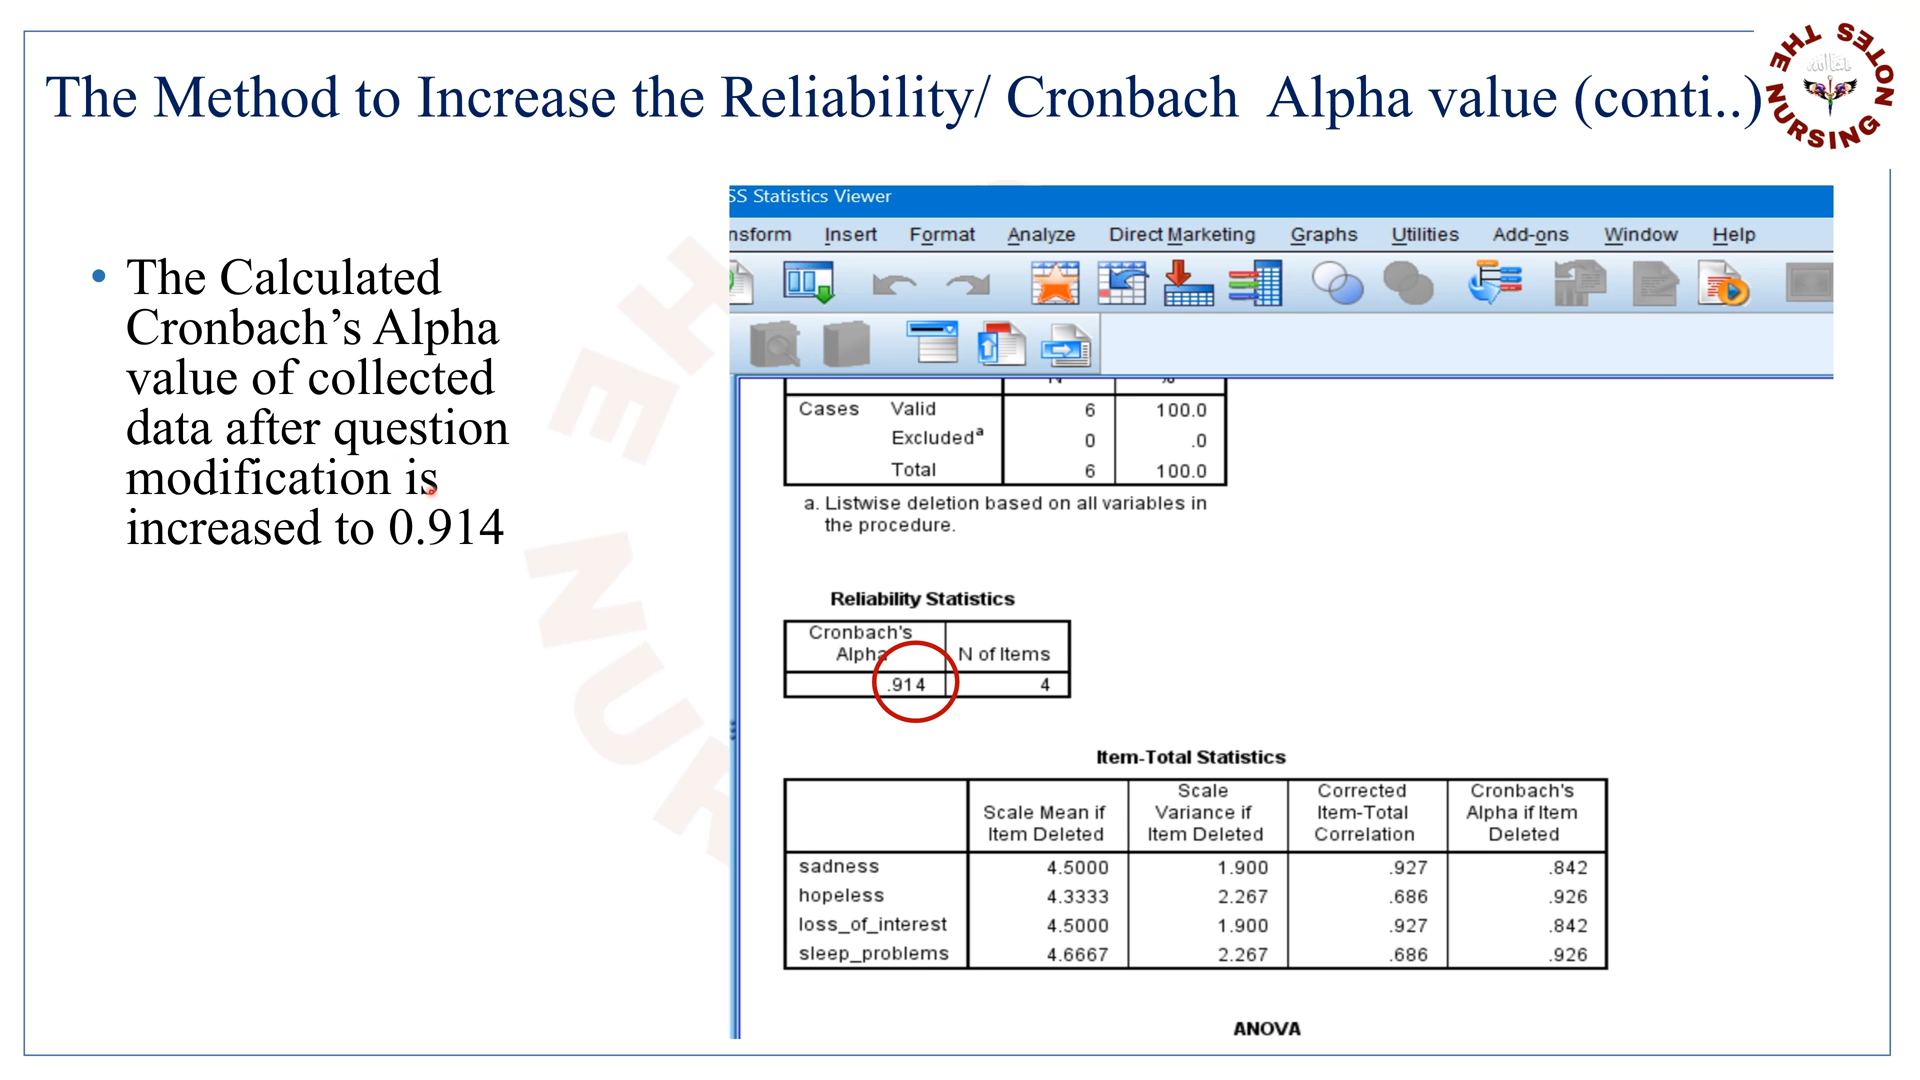 The Method to Increase the Reliability/ Cronbach  Alpha value (conti..)
THE NURSING NOTES
ماشاءالله
• The Calculated
Cronbach’s Alpha
value of collected
data after question
modification is
increased to 0.914
SS Statistics Viewer
nsform Insert Format Analyze Direct Marketing Graphs Utilities Add-ons Window Help
N %
Cases Valid 6 100.0
Excludedᵃ 0 .0
Total 6 100.0
a. Listwise deletion based on all variables in
the procedure.
Reliability Statistics
Cronbach's
Alpha N of Items
.914 4
Item-Total Statistics
Scale Mean if
Item Deleted
Scale
Variance if
Item Deleted
Corrected
Item-Total
Correlation
Cronbach's
Alpha if Item
Deleted
sadness 4.5000 1.900 .927 .842
hopeless 4.3333 2.267 .686 .926
loss_of_interest 4.5000 1.900 .927 .842
sleep_problems 4.6667 2.267 .686 .926
ANOVA
HE NUR